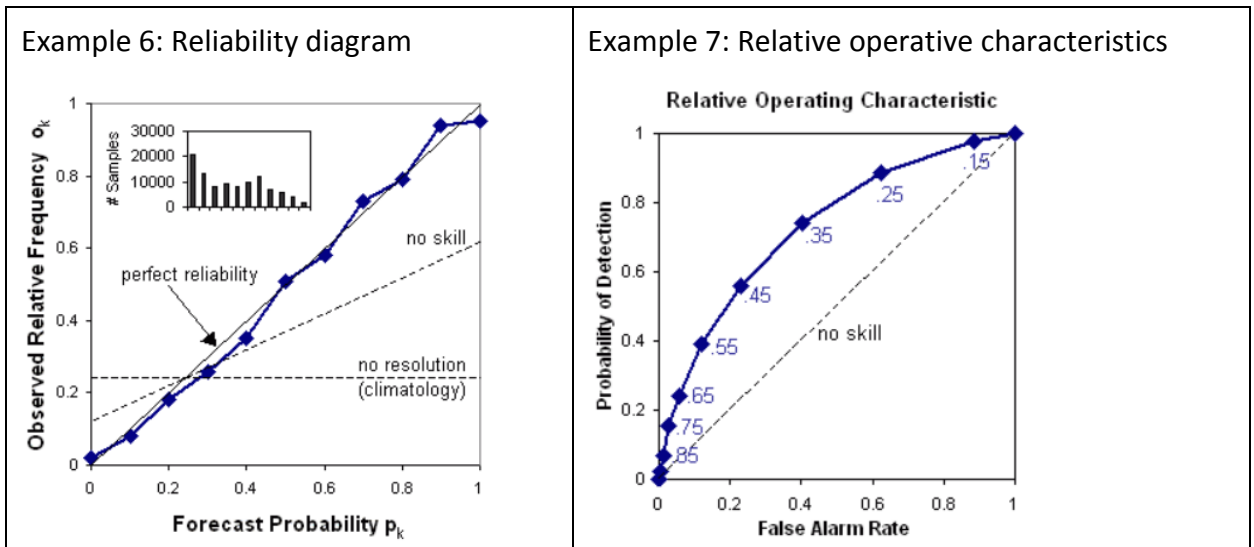 Example 6: Reliability diagram
Observed Relative Frequency ok
1
0.8
0.6
0.4
0.2
0
# Samples
30000
20000
10000
0
no skill
perfect reliability
no resolution
(climatology)
0 0.2 0.4 0.6 0.8 1
Forecast Probability pk
Example 7: Relative operative characteristics
Relative Operating Characteristic
Probability of Detection
1
0.8
0.6
0.4
0.2
0
.15
.25
.35
.45
no skill
.55
.65
.75
.85
0 0.2 0.4 0.6 0.8 1
False Alarm Rate